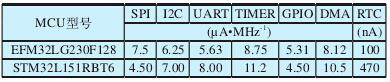 MCU型号 SPI I2C UART TIMER GPIO DMA RTC
(μA•MHz⁻¹) (nA)
EFM32LG230F128 7.5 6.25 5.63 8.75 5.31 8.12 100
STM32L151RBT6 4.50 7.00 8.00 11.2 4.50 10.5 470